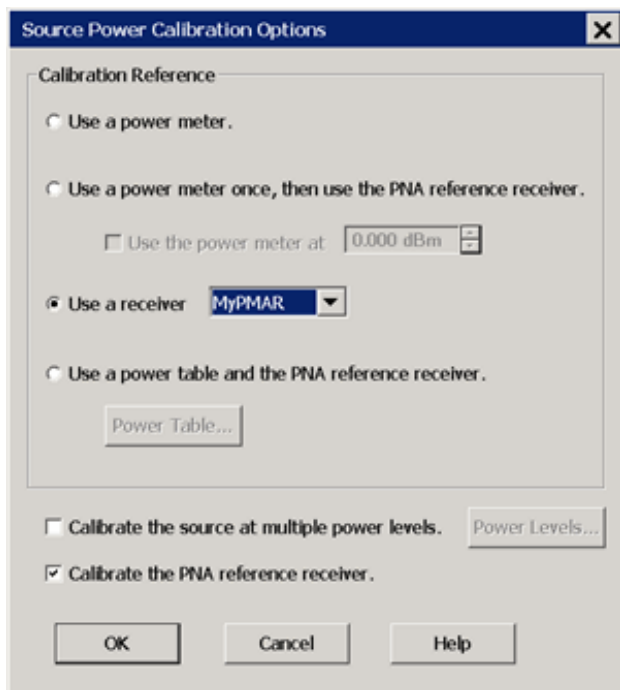 Source Power Calibration Options
Calibration Reference
Use a power meter.
Use a power meter once, then use the PNA reference receiver.
Use the power meter at 0.000 dBm
Use a receiver MyPMAR
Use a power table and the PNA reference receiver.
Power Table...
Calibrate the source at multiple power levels. Power Levels...
Calibrate the PNA reference receiver.
OK Cancel Help